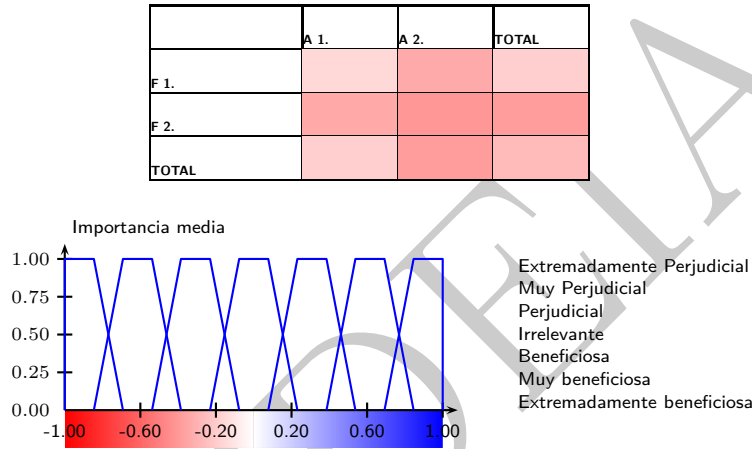 A 1. A 2. TOTAL
F 1.
F 2.
TOTAL
Importancia media
1.00
0.75
0.50
0.25
0.00
-1.00 -0.60 -0.20 0.20 0.60 1.00
Extremadamente Perjudicial
Muy Perjudicial
Perjudicial
Irrelevante
Beneficiosa
Muy beneficiosa
Extremadamente beneficiosa